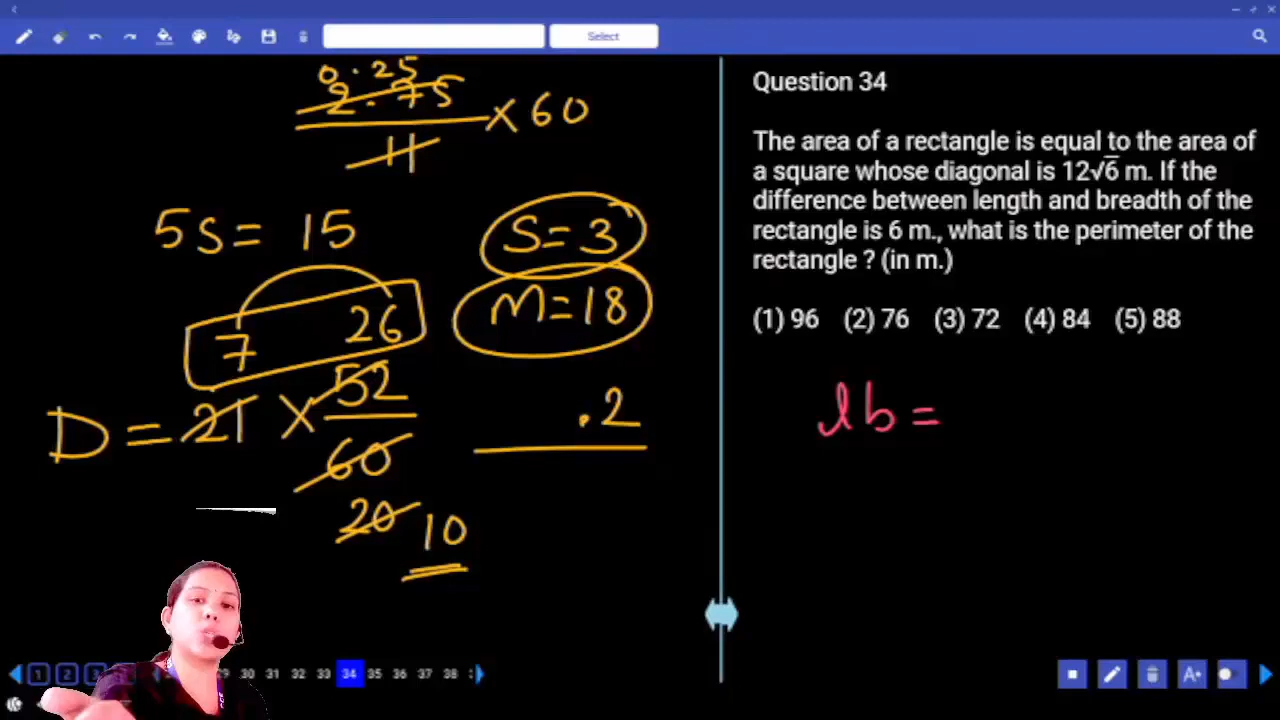 Select
0.25
2.75
11
×60
5S = 15
S=3
M=18
7 26
D = 21 × 52
60
.2
20 10
Question 34
The area of a rectangle is equal to the area of
a square whose diagonal is 12√6 m. If the
difference between length and breadth of the
rectangle is 6 m., what is the perimeter of the
rectangle ? (in m.)
(1) 96 (2) 76 (3) 72 (4) 84 (5) 88
lb =
1 2 3 29 30 31 32 33 34 35 36 37 38
A+